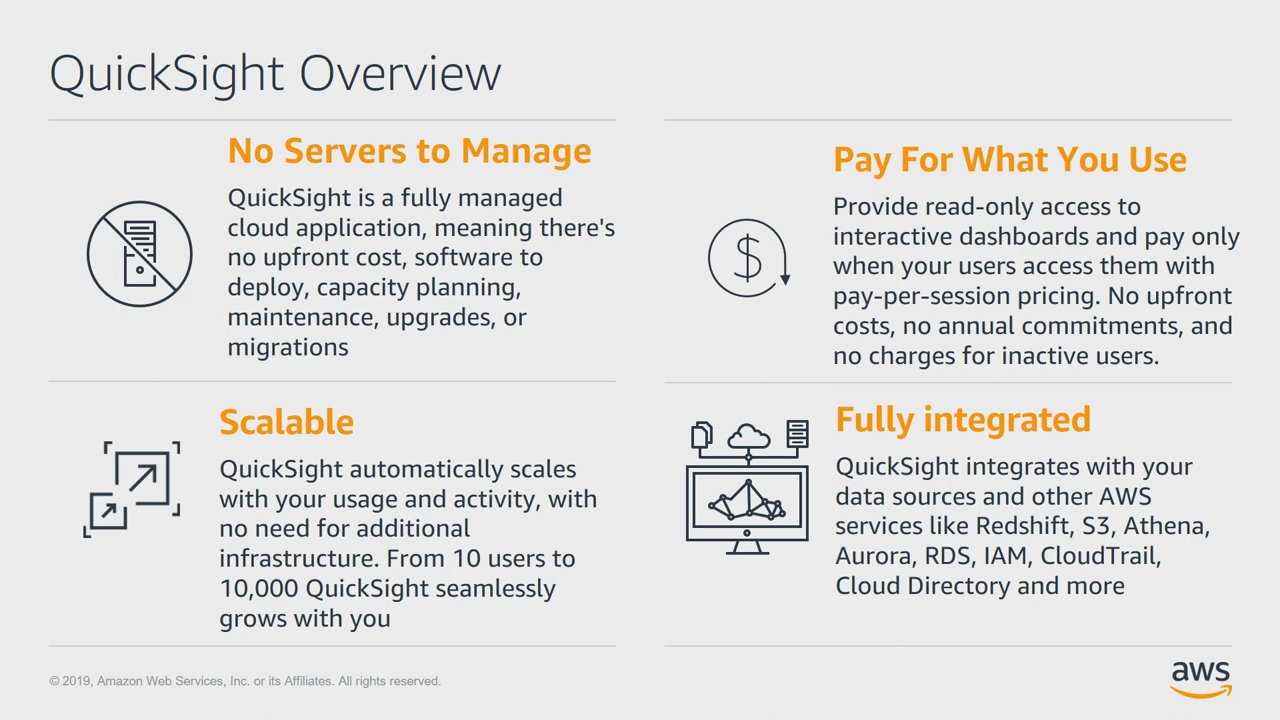 QuickSight Overview
No Servers to Manage
QuickSight is a fully managed
cloud application, meaning there's
no upfront cost, software to
deploy, capacity planning,
maintenance, upgrades, or
migrations
Pay For What You Use
Provide read-only access to
interactive dashboards and pay only
when your users access them with
pay-per-session pricing. No upfront
costs, no annual commitments, and
no charges for inactive users.
Scalable
QuickSight automatically scales
with your usage and activity, with
no need for additional
infrastructure. From 10 users to
10,000 QuickSight seamlessly
grows with you
Fully integrated
QuickSight integrates with your
data sources and other AWS
services like Redshift, S3, Athena,
Aurora, RDS, IAM, CloudTrail,
Cloud Directory and more
© 2019, Amazon Web Services, Inc. or its Affiliates. All rights reserved.
aws